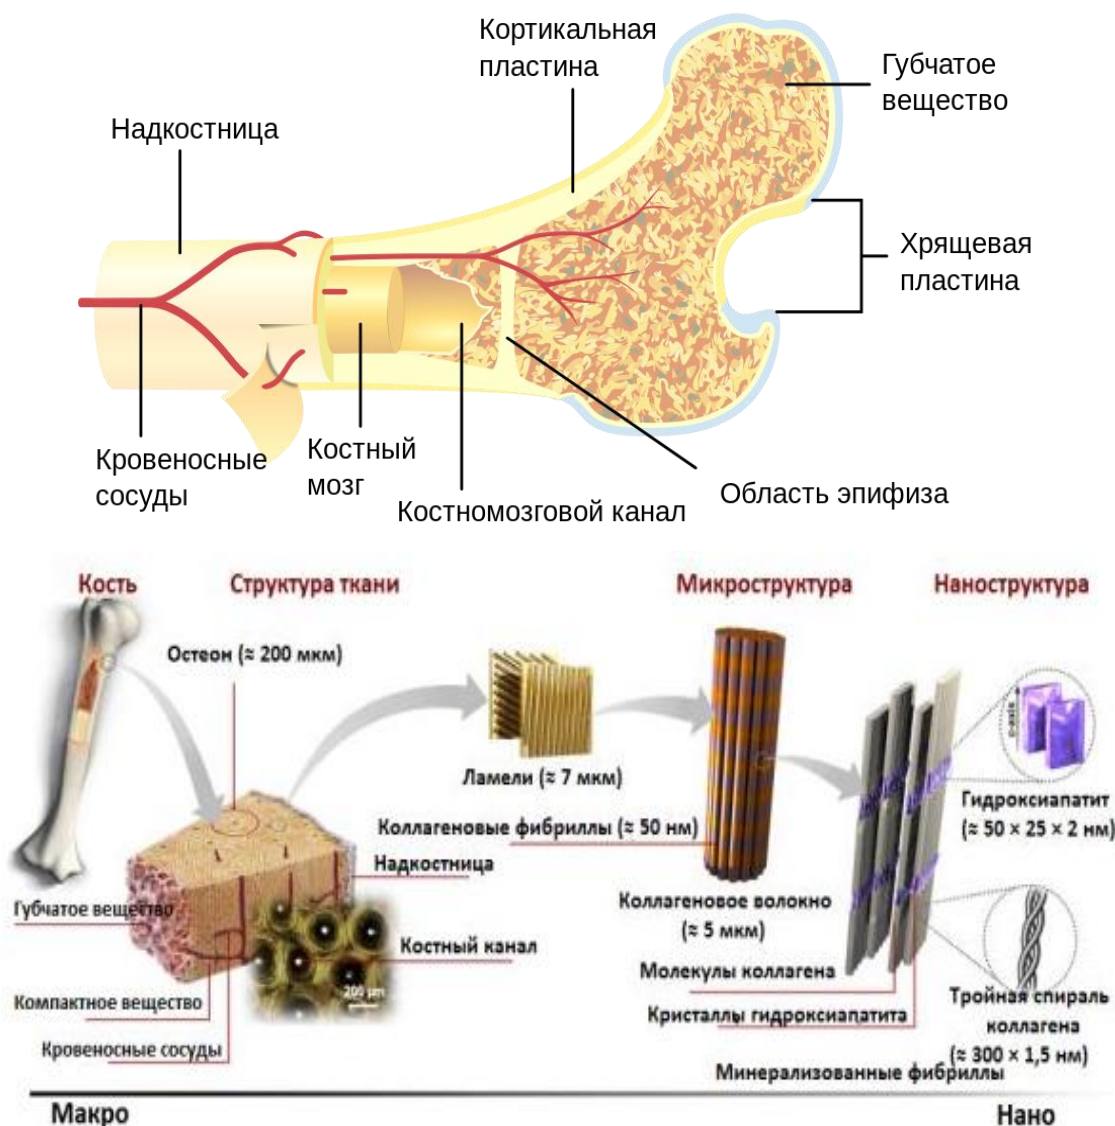 Кортикальная
пластина
Губчатое
вещество
Надкостница
Хрящевая
пластина
Кровеносные
сосуды
Костный
мозг
Костномозговой канал
Область эпифиза
Кость
Структура ткани
Микроструктура
Наноструктура
Остеон (≈ 200 мкм)
c-axis
Ламели (≈ 7 мкм)
Гидроксиапатит
(≈ 50 × 25 × 2 нм)
Коллагеновые фибриллы (≈ 50 нм)
Надкостница
Губчатое вещество
Коллагеновое волокно
(≈ 5 мкм)
Костный канал
Молекулы коллагена
200 µm
Компактное вещество
Кристаллы гидроксиапатита
Тройная спираль
коллагена
(≈ 300 × 1,5 нм)
Кровеносные сосуды
Минерализованные фибриллы
Макро
Нано